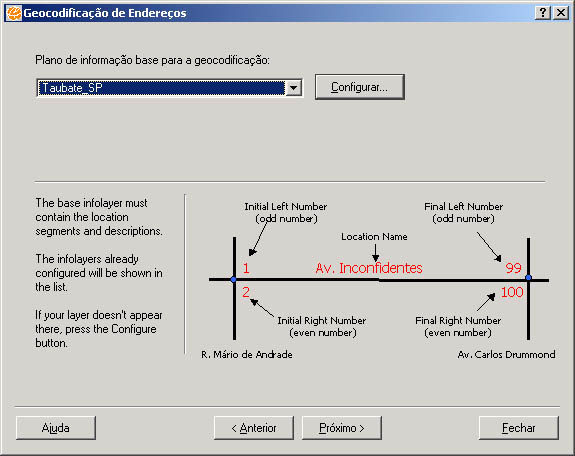 Geocodificação de Endereços
Plano de informação base para a geocodificação:
Taubate_SP
Configurar...
The base infolayer must
contain the location
segments and descriptions.
The infolayers already
configured will be shown in
the list.
If your layer doesn't appear
there, press the Configure
button.
Initial Left Number
(odd number)
Final Left Number
(odd number)
Location Name
1
Av. Inconfidentes
99
2
100
Initial Right Number
(even number)
Final Right Number
(even number)
R. Mário de Andrade
Av. Carlos Drummond
Ajuda
< Anterior
Próximo >
Fechar